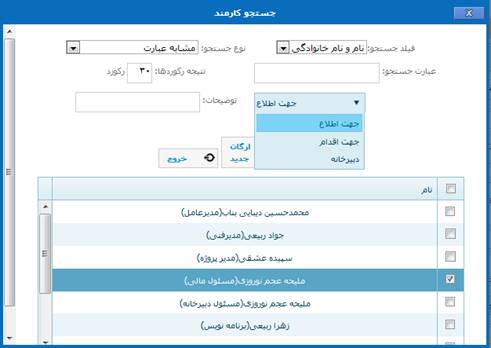 جستجو کارمند
X
فیلد جستجو: نام و نام خانوادگی نوع جستجو: مشابه عبارت
عبارت جستجو: نتیجه رکوردها: ۳۰ رکورد
جهت اطلاع توضیحات:
جهت اطلاع
جهت اقدام
دبیرخانه
ارگات جدید
خروج
نام
محمدحسین دیبایی بناب(مدیرعامل)
جواد ربیعی(مدیرفنی)
سپیده عشقی(مدیر پروژه)
ملیحه عجم نوروزی(مسئول مالی)
ملیحه عجم نوروزی(مسئول دبیرخانه)
زهرا ربیعی(برنامه نویس)